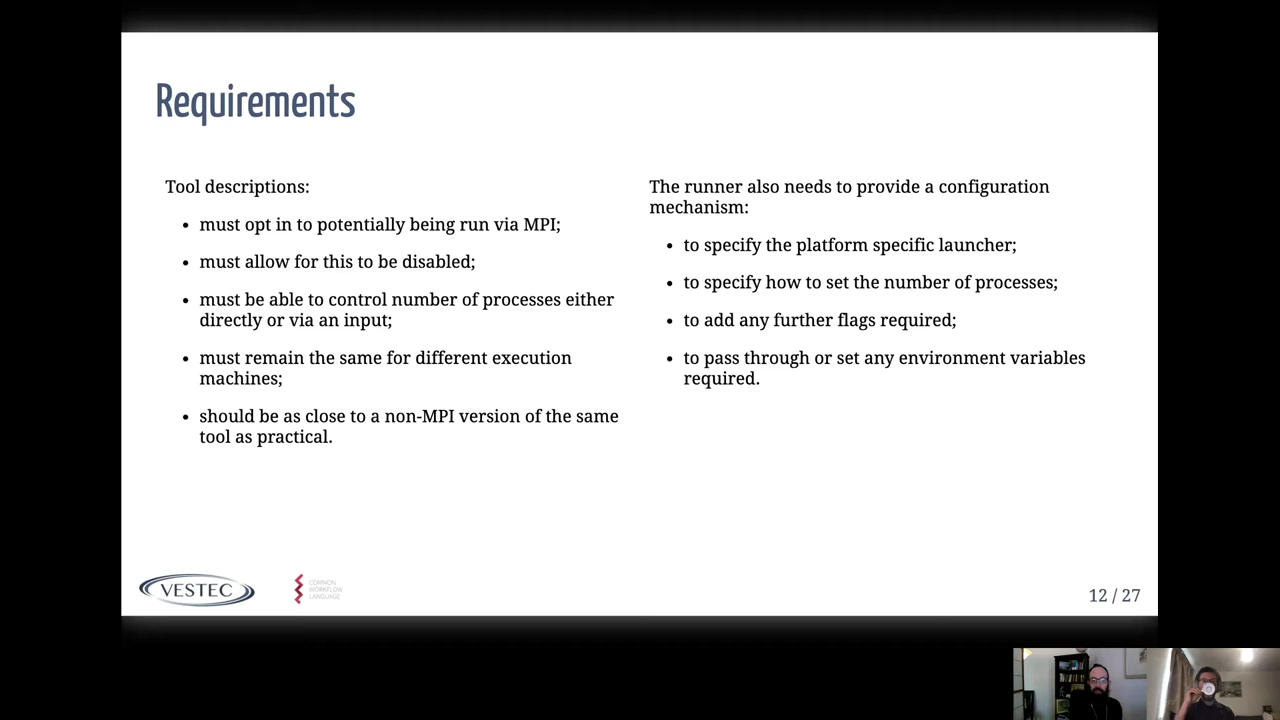 Requirements
Tool descriptions:
• must opt in to potentially being run via MPI;
• must allow for this to be disabled;
• must be able to control number of processes either
directly or via an input;
• must remain the same for different execution
machines;
• should be as close to a non-MPI version of the same
tool as practical.
The runner also needs to provide a configuration
mechanism:
• to specify the platform specific launcher;
• to specify how to set the number of processes;
• to add any further flags required;
• to pass through or set any environment variables
required.
VESTEC
COMMON
WORKFLOW
LANGUAGE
12 / 27